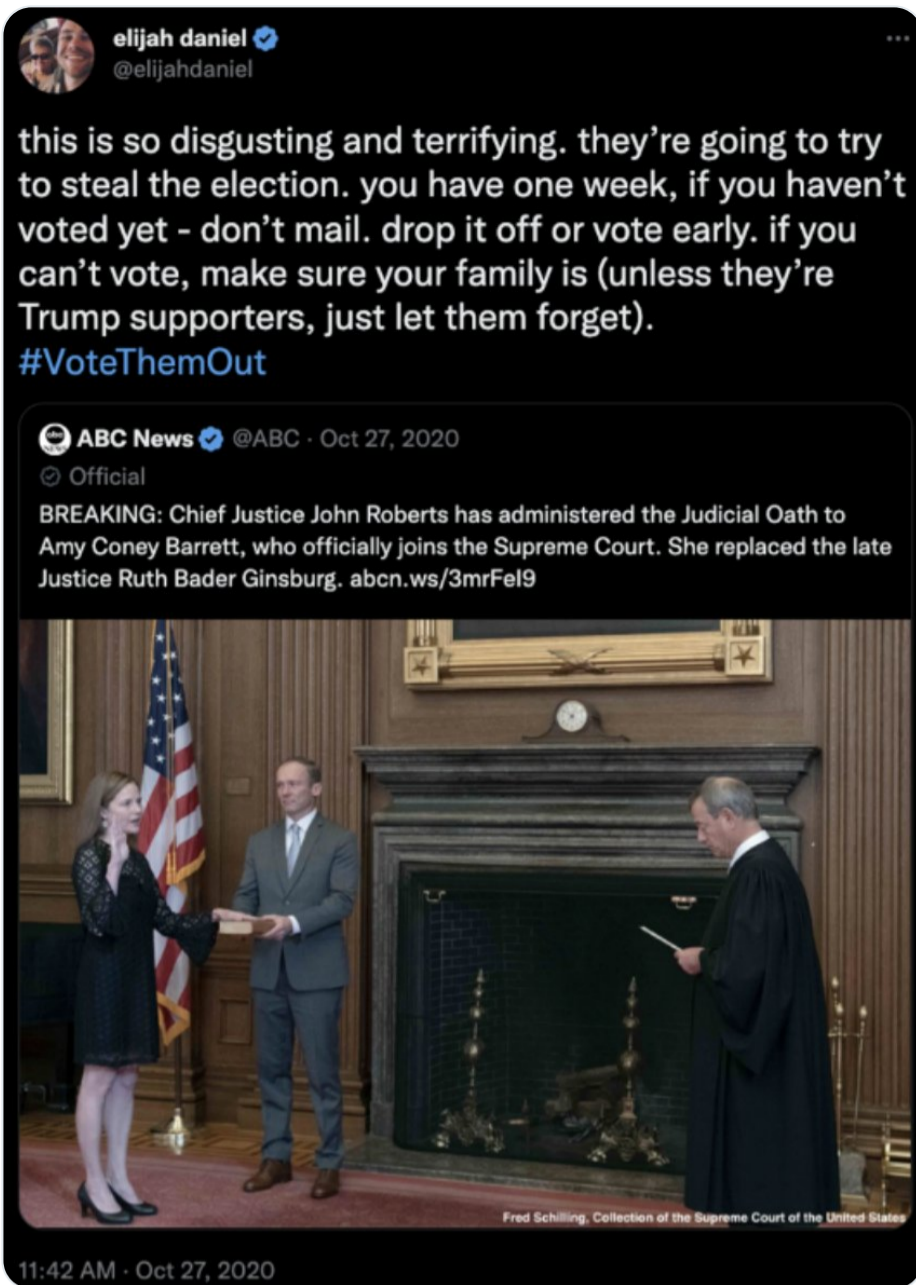 elijah daniel
@elijahdaniel
this is so disgusting and terrifying. they’re going to try
to steal the election. you have one week, if you haven’t
voted yet - don’t mail. drop it off or vote early. if you
can’t vote, make sure your family is (unless they’re
Trump supporters, just let them forget).
#VoteThemOut
ABC News @ABC · Oct 27, 2020
Official
BREAKING: Chief Justice John Roberts has administered the Judicial Oath to
Amy Coney Barrett, who officially joins the Supreme Court. She replaced the late
Justice Ruth Bader Ginsburg. abcn.ws/3mrFeI9
Fred Schilling, Collection of the Supreme Court of the United States
11:42 AM · Oct 27, 2020